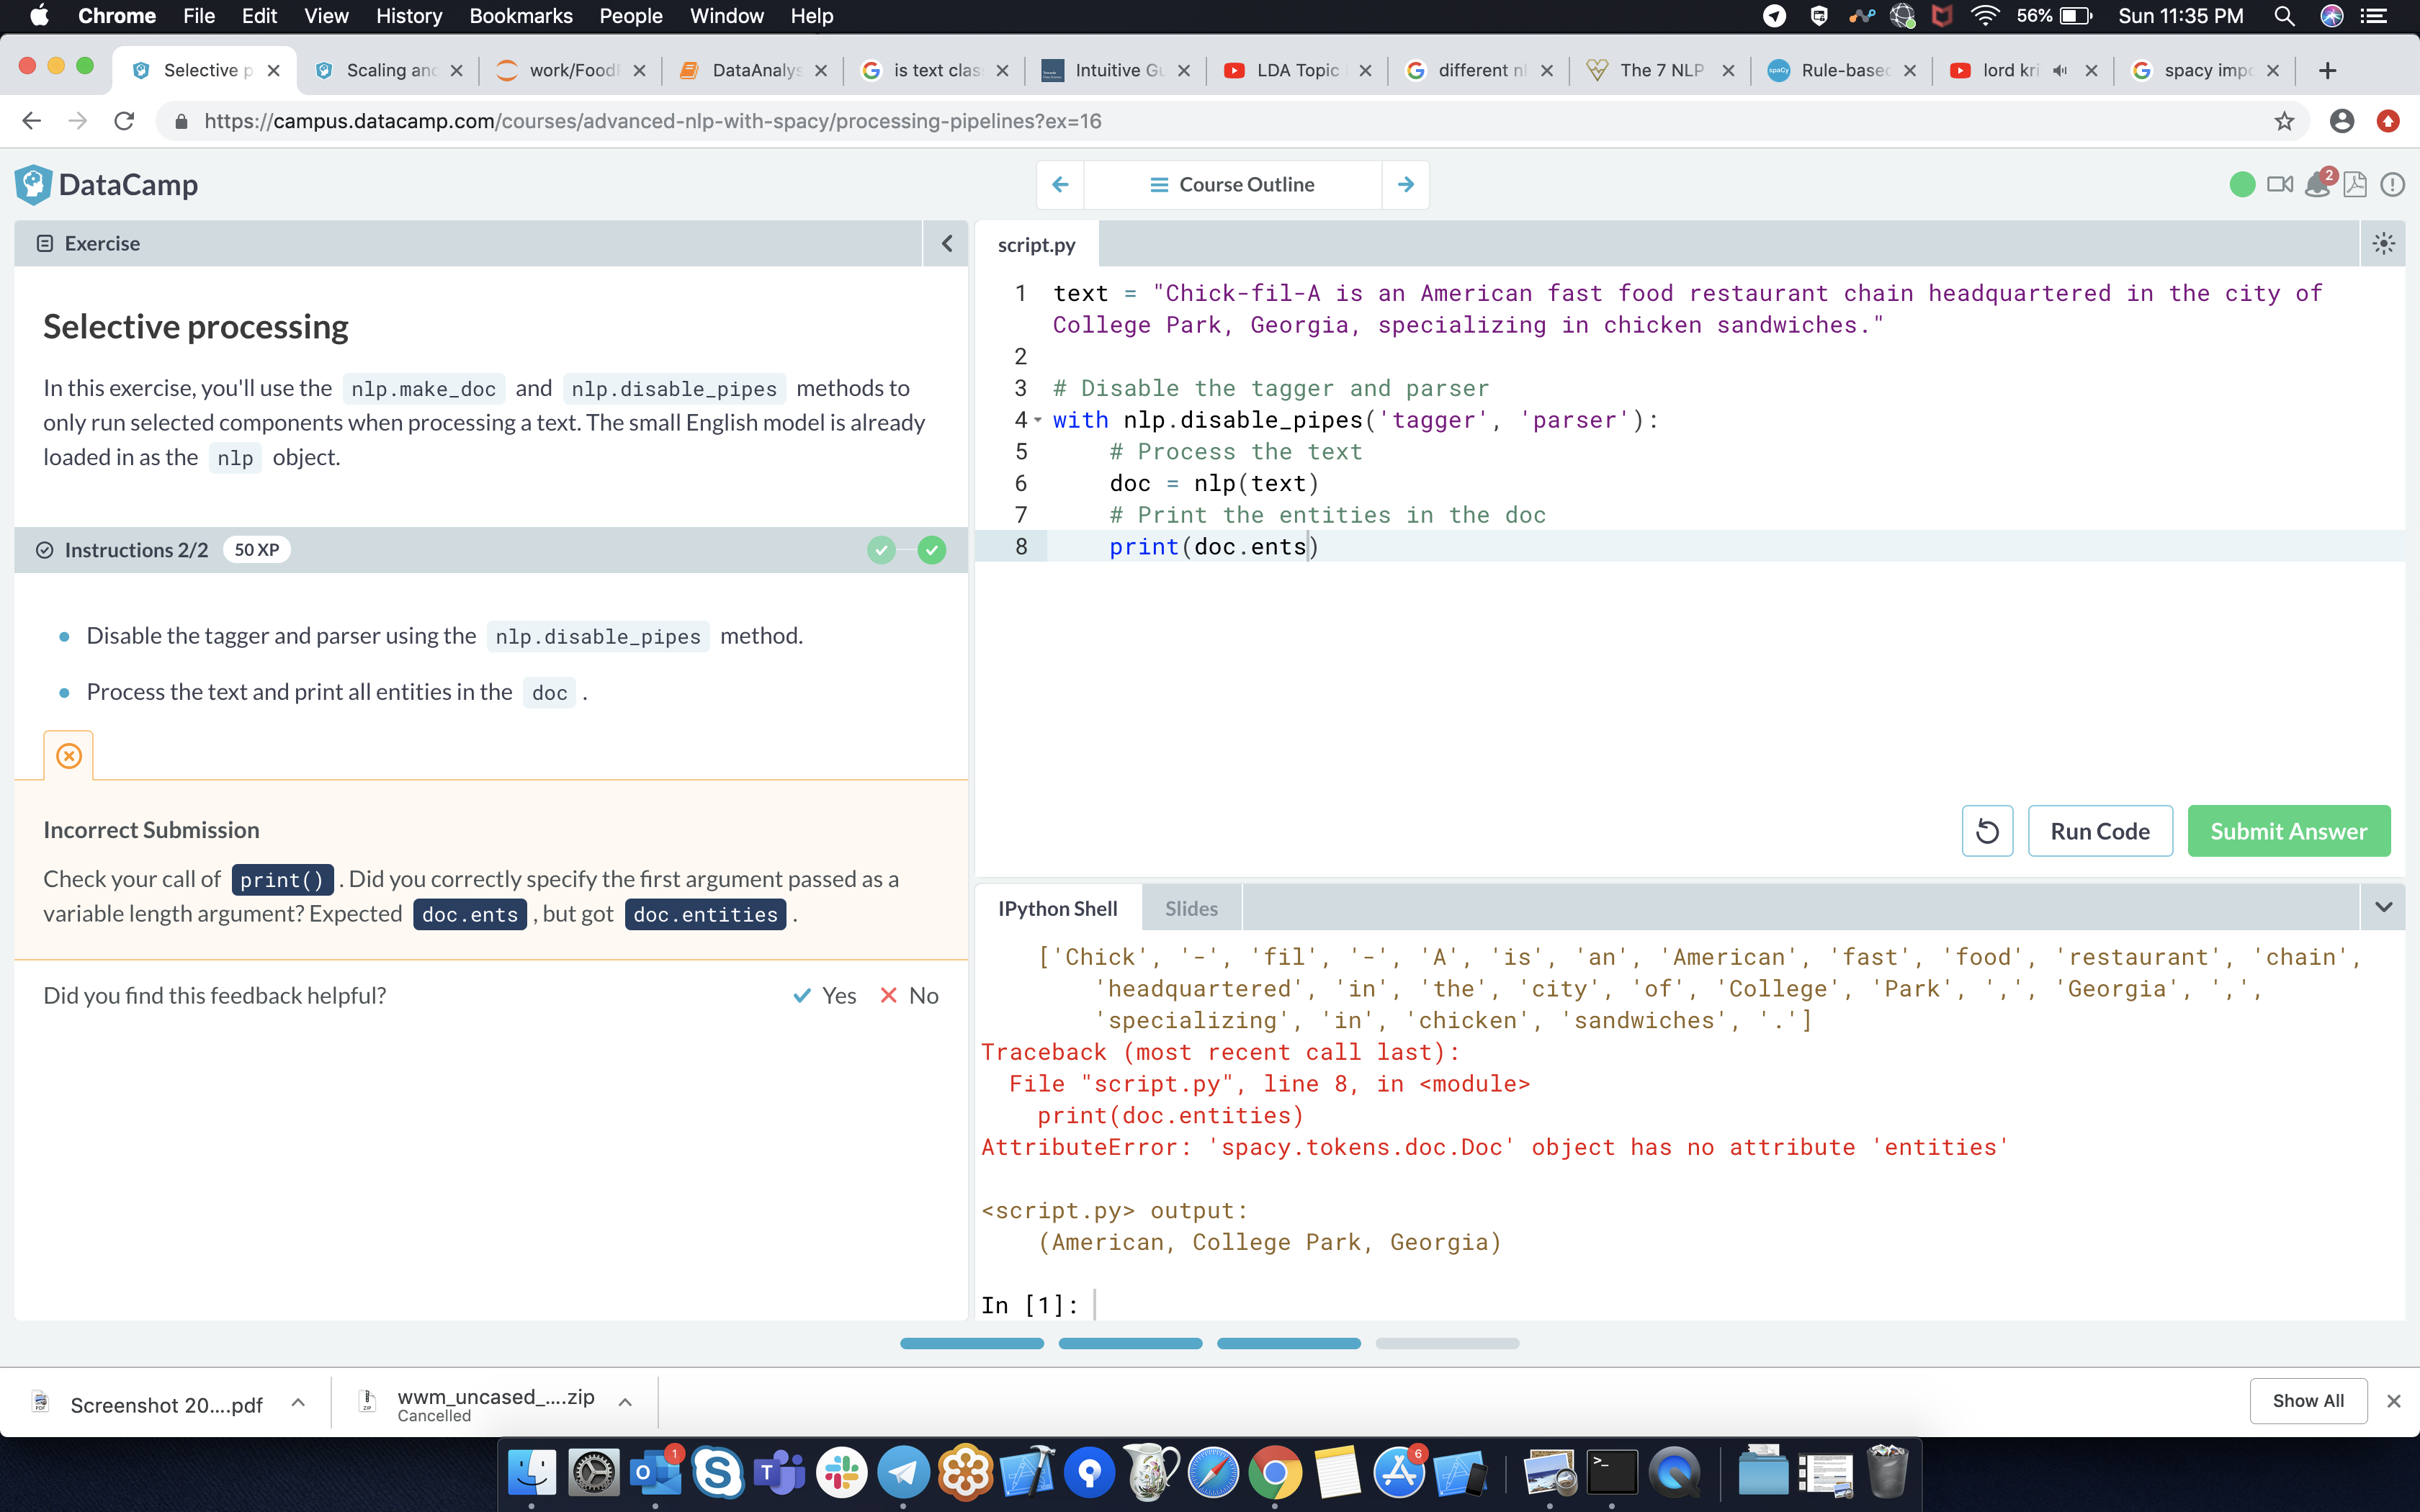 Chrome File Edit View History Bookmarks People Window Help 56% Sun 11:35 PM
Selective p Scaling and work/Food DataAnalys is text clas Intuitive Gu LDA Topic different nl The 7 NLP Rule-based lord kri spacy impo
https://campus.datacamp.com/courses/advanced-nlp-with-spacy/processing-pipelines?ex=16
DataCamp
Course Outline
2
Exercise
Selective processing
In this exercise, you'll use the nlp.make_doc and nlp.disable_pipes methods to
only run selected components when processing a text. The small English model is already
loaded in as the nlp object.
Instructions 2/2 50 XP
Disable the tagger and parser using the nlp.disable_pipes method.
Process the text and print all entities in the doc .
Incorrect Submission
Check your call of print() . Did you correctly specify the first argument passed as a
variable length argument? Expected doc.ents , but got doc.entities .
Did you find this feedback helpful? Yes No
script.py
1 text = "Chick-fil-A is an American fast food restaurant chain headquartered in the city of
College Park, Georgia, specializing in chicken sandwiches."
2
3 # Disable the tagger and parser
4 with nlp.disable_pipes('tagger', 'parser'):
5 # Process the text
6 doc = nlp(text)
7 # Print the entities in the doc
8 print(doc.ents)
Run Code Submit Answer
IPython Shell Slides
['Chick', '-', 'fil', '-', 'A', 'is', 'an', 'American', 'fast', 'food', 'restaurant', 'chain',
'headquartered', 'in', 'the', 'city', 'of', 'College', 'Park', ',', 'Georgia', ',',
'specializing', 'in', 'chicken', 'sandwiches', '.']
Traceback (most recent call last):
File "script.py", line 8, in <module>
print(doc.entities)
AttributeError: 'spacy.tokens.doc.Doc' object has no attribute 'entities'
<script.py> output:
(American, College Park, Georgia)
In [1]:
Screenshot 20....pdf
wwm_uncased_....zip
Cancelled
Show All
1
6